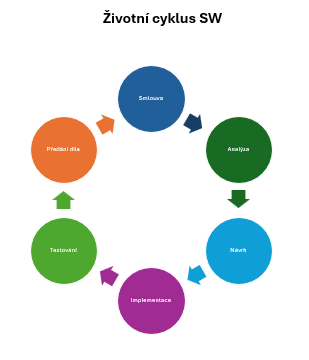 Životní cyklus SW
Smlouva
Analýza
Návrh
Implementace
Testování
Předání díla